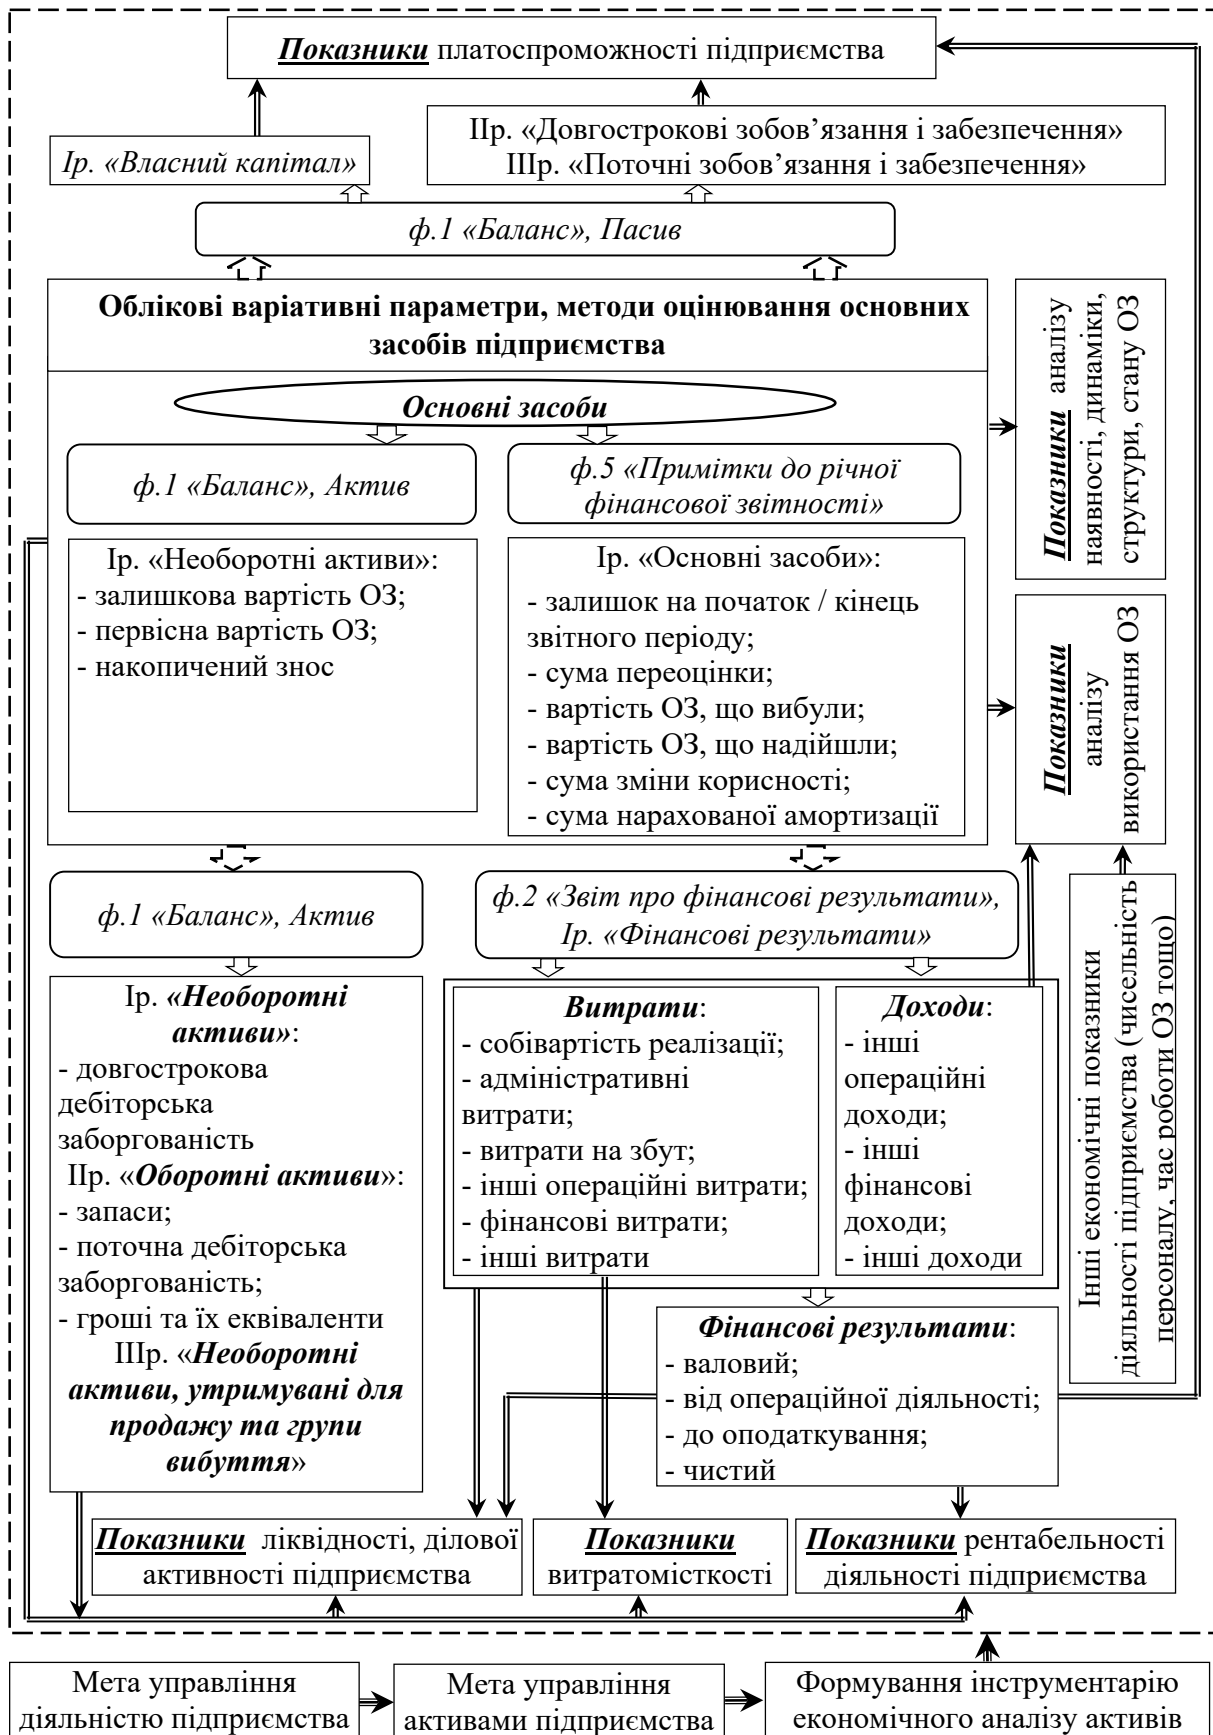 Показники платоспроможності підприємства
Ір. «Власний капітал»
ІІр. «Довгострокові зобов’язання і забезпечення»
ІІІр. «Поточні зобов’язання і забезпечення»
ф.1 «Баланс», Пасив
Облікові варіативні параметри, методи оцінювання основних
засобів підприємства
Основні засоби
ф.1 «Баланс», Актив
ф.5 «Примітки до річної
фінансової звітності»
Ір. «Необоротні активи»:
- залишкова вартість ОЗ;
- первісна вартість ОЗ;
- накопичений знос
Ір. «Основні засоби»:
- залишок на початок / кінець
звітного періоду;
- сума переоцінки;
- вартість ОЗ, що вибули;
- вартість ОЗ, що надійшли;
- сума зміни корисності;
- сума нарахованої амортизації
Показники аналізу
наявності, динаміки,
структури, стану ОЗ
Показники
аналізу
використання ОЗ
ф.1 «Баланс», Актив
ф.2 «Звіт про фінансові результати»,
Ір. «Фінансові результати»
Ір. «Необоротні
активи»:
- довгострокова
дебіторська
заборгованість
ІІр. «Оборотні активи»:
- запаси;
- поточна дебіторська
заборгованість;
- гроші та їх еквіваленти
ІІІр. «Необоротні
активи, утримувані для
продажу та групи
вибуття»
Витрати:
- собівартість реалізації;
- адміністративні
витрати;
- витрати на збут;
- інші операційні витрати;
- фінансові витрати;
- інші витрати
Доходи:
- інші
операційні
доходи;
- інші
фінансові
доходи;
- інші доходи
Інші економічні показники
діяльності підприємства (чисельність
персоналу, час роботи ОЗ тощо)
Фінансові результати:
- валовий;
- від операційної діяльності;
- до оподаткування;
- чистий
Показники ліквідності, ділової
активності підприємства
Показники
витратомісткості
Показники рентабельності
діяльності підприємства
Мета управління
діяльністю підприємства
Мета управління
активами підприємства
Формування інструментарію
економічного аналізу активів